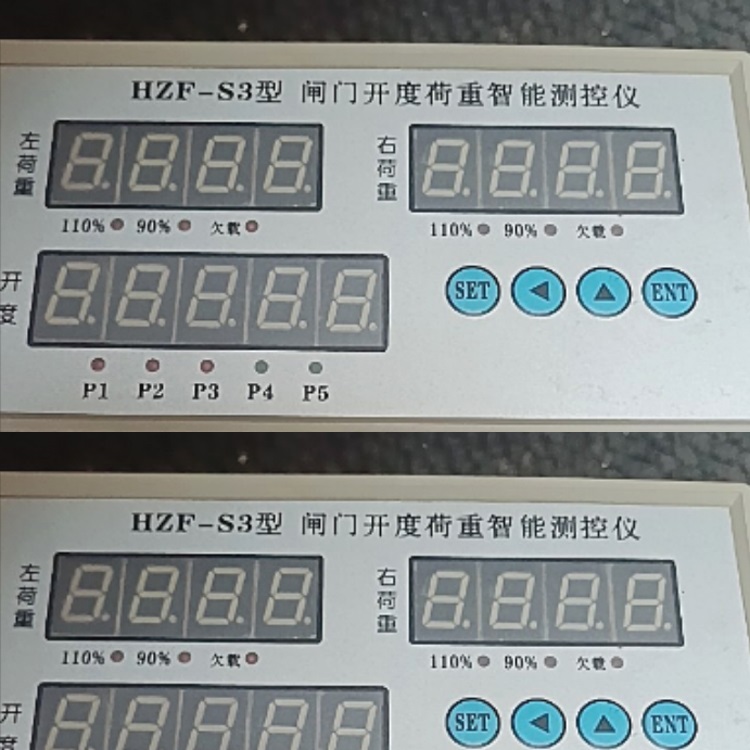 HZF-S3型 闸门开度荷重智能测控仪
左荷重
右荷重
110% 90% 欠载
110% 90% 欠载
开度
SET ENT
P1 P2 P3 P4 P5
HZF-S3型 闸门开度荷重智能测控仪
左荷重
右荷重
110% 90% 欠载
110% 90% 欠载
开度
SET ENT